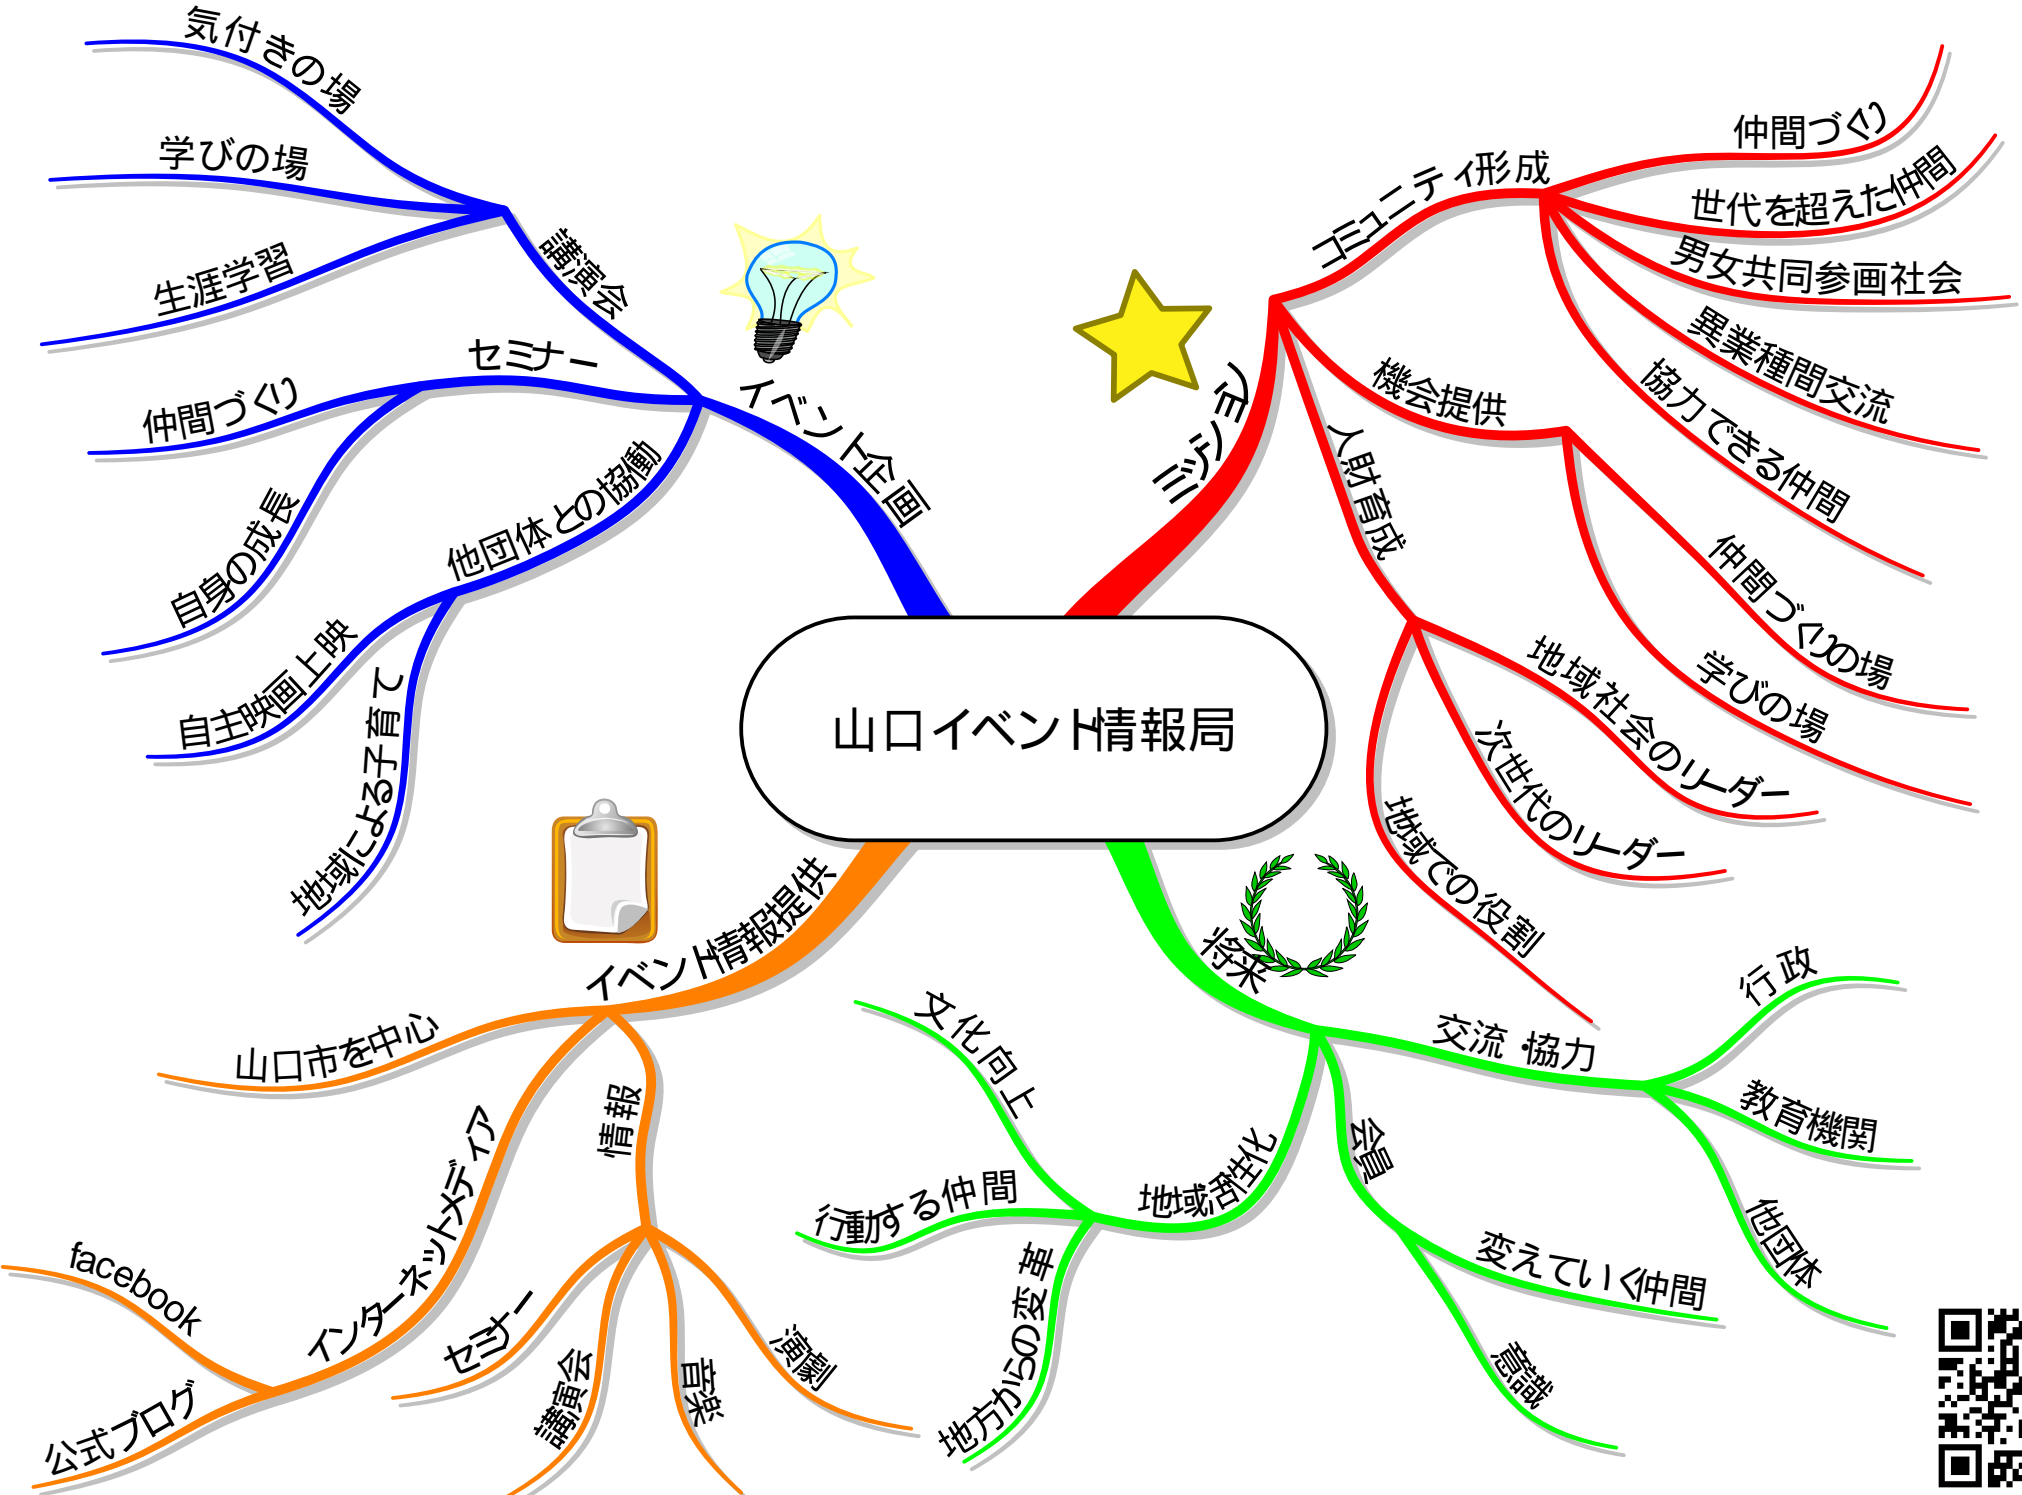 山口イベント情報局
イベント企画
講演会
気付きの場
学びの場
生涯学習
セミナー
仲間づくり
自身の成長
他団体との協働
自主映画上映
地域による子育て
ミッション
コミュニティ形成
仲間づくり
世代を超えた仲間
男女共同参画社会
異業種間交流
協力できる仲間
機会提供
仲間づくりの場
学びの場
人財育成
地域社会のリーダー
次世代のリーダー
地域での役割
イベント情報提供
山口市を中心
インターネットメディア
facebook
公式ブログ
情報
セミナー
講演会
音楽
演劇
将来
交流・協力
行政
教育機関
他団体
会員
変えていく仲間
意識
地域活性化
文化向上
行動する仲間
地方からの変革